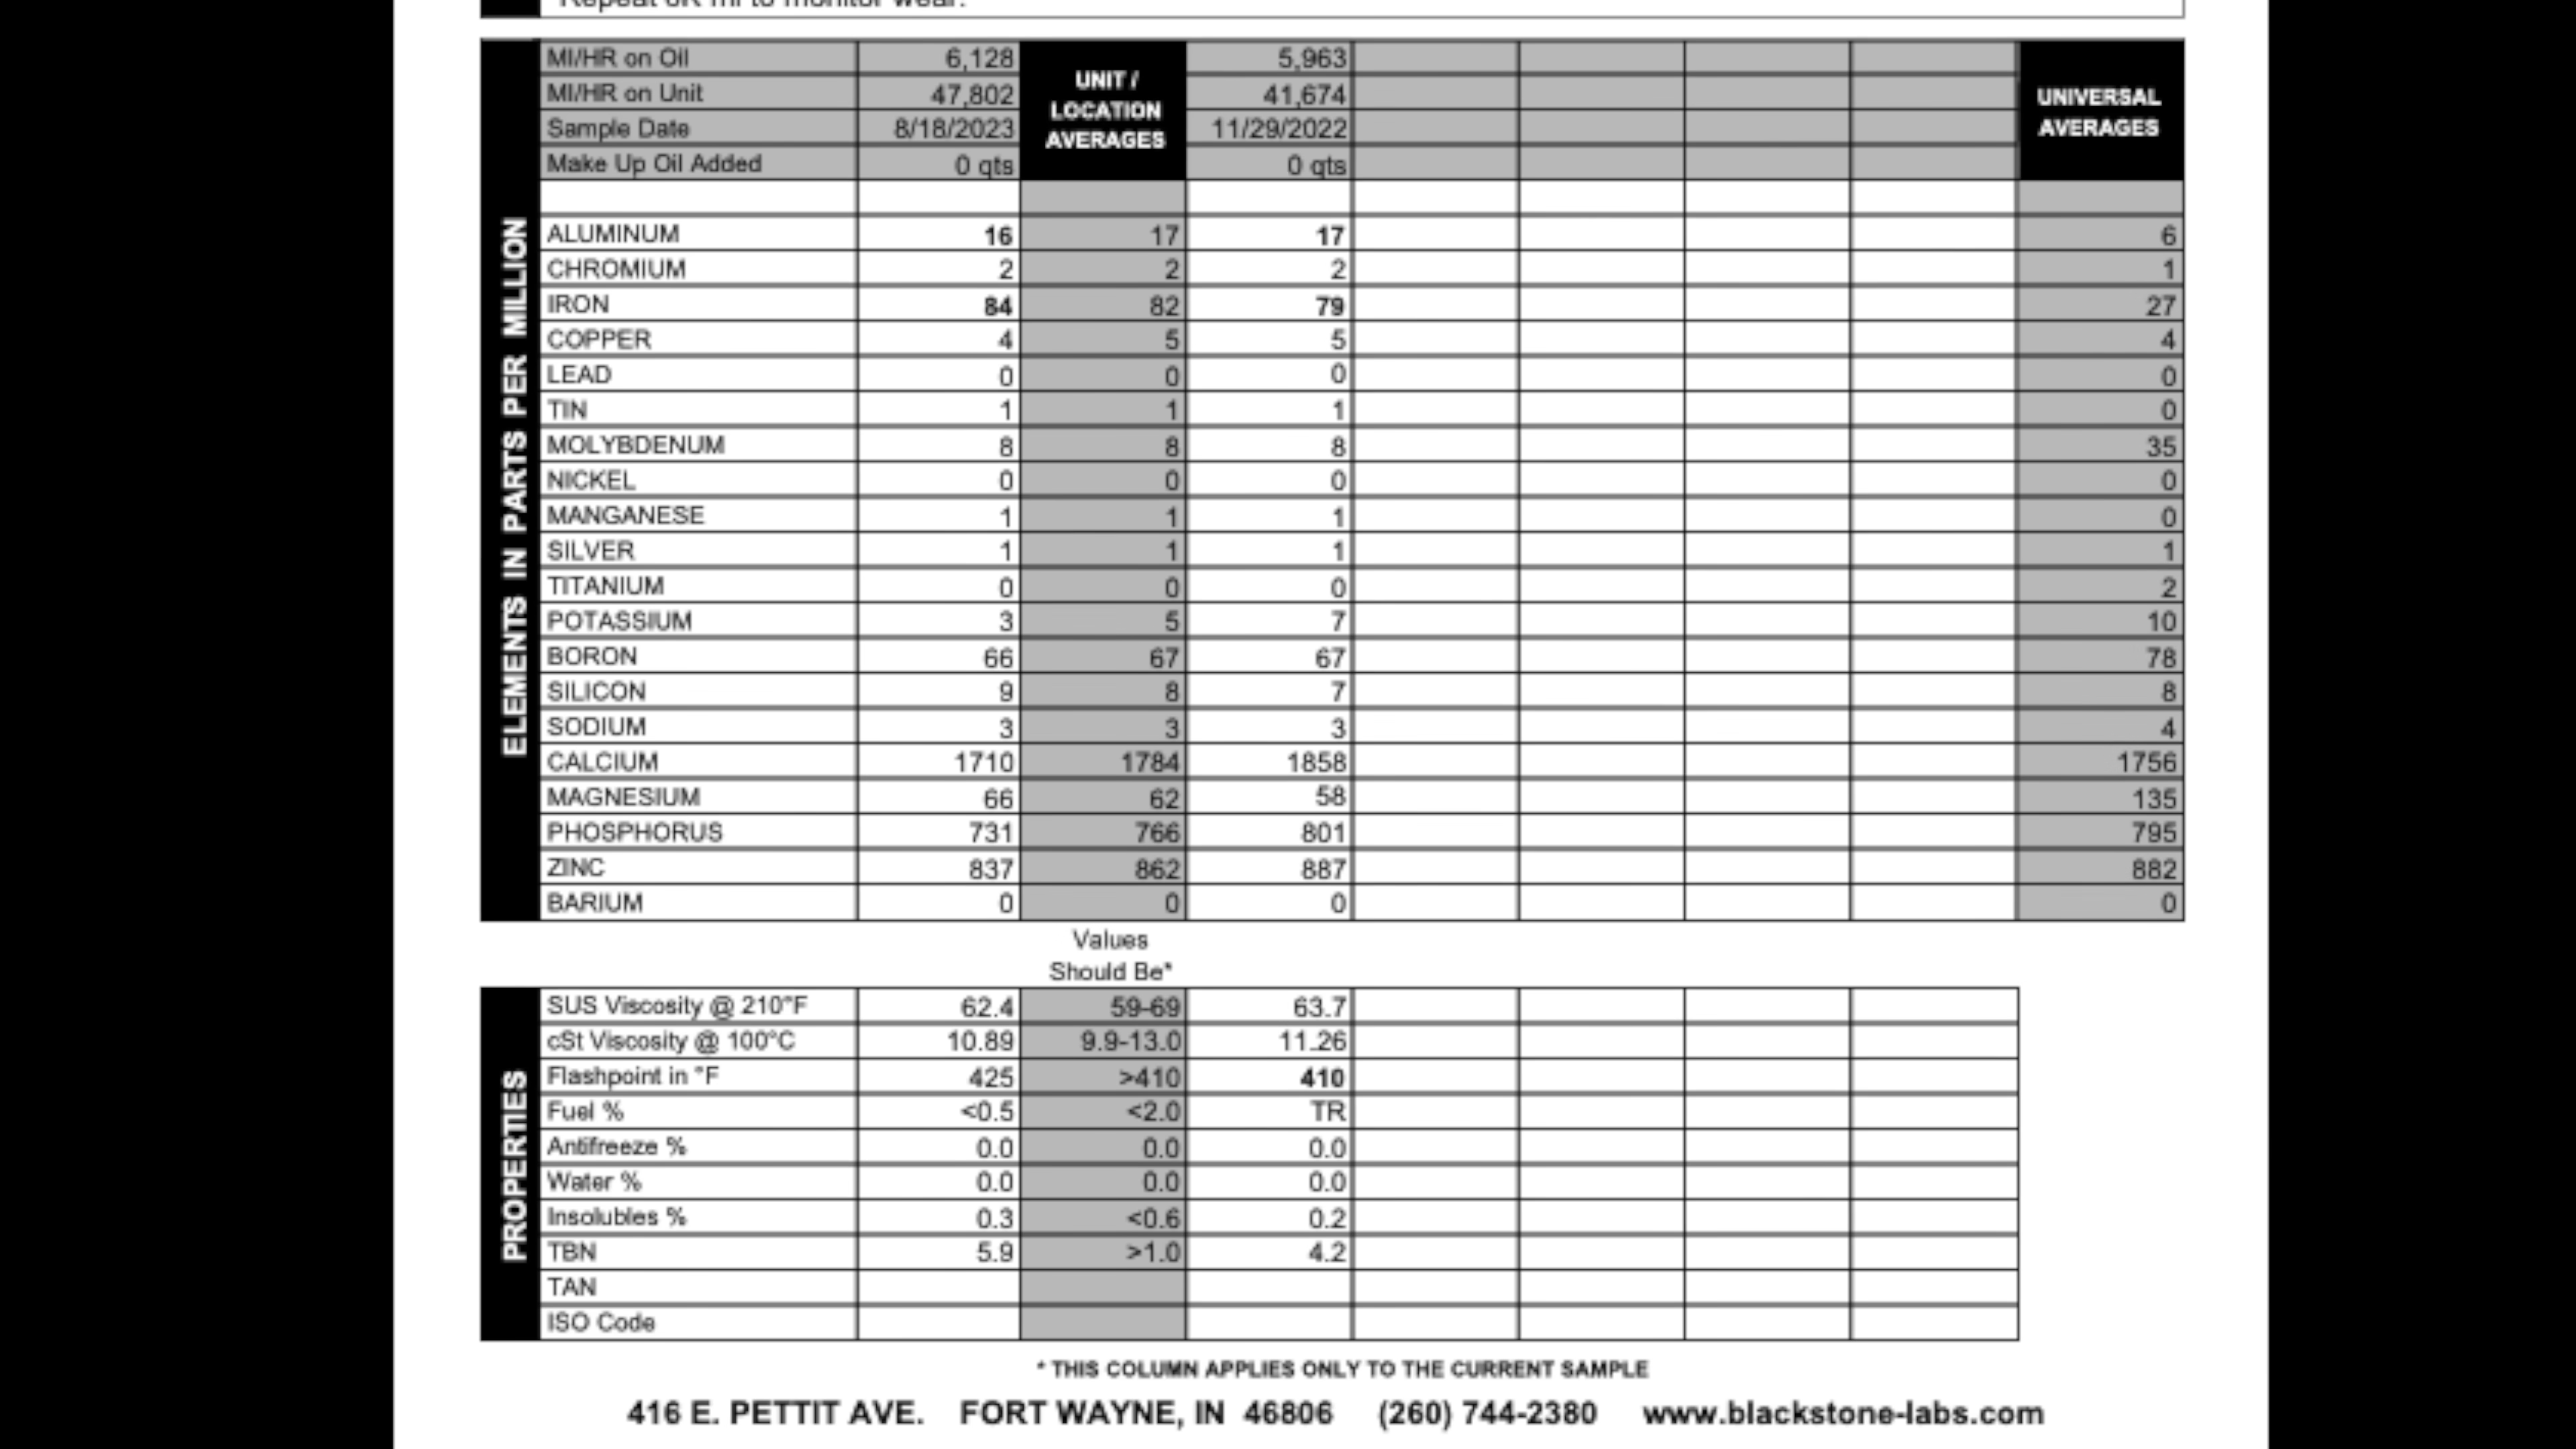 Repeat 6K mi to monitor wear.
MI/HR on Oil 6,128 5,963
MI/HR on Unit 47,802 41,674
Sample Date 8/18/2023 11/29/2022
Make Up Oil Added 0 qts 0 qts
UNIT /
LOCATION
AVERAGES
UNIVERSAL
AVERAGES
ELEMENTS IN PARTS PER MILLION
ALUMINUM 16 17 17 6
CHROMIUM 2 2 2 1
IRON 84 82 79 27
COPPER 4 5 5 4
LEAD 0 0 0 0
TIN 1 1 1 0
MOLYBDENUM 8 8 8 35
NICKEL 0 0 0 0
MANGANESE 1 1 1 0
SILVER 1 1 1 1
TITANIUM 0 0 0 2
POTASSIUM 3 5 7 10
BORON 66 67 67 78
SILICON 9 8 7 8
SODIUM 3 3 3 4
CALCIUM 1710 1784 1858 1756
MAGNESIUM 66 62 58 135
PHOSPHORUS 731 766 801 795
ZINC 837 862 887 882
BARIUM 0 0 0 0
Values
Should Be*
PROPERTIES
SUS Viscosity @ 210°F 62.4 59-69 63.7
cSt Viscosity @ 100°C 10.89 9.9-13.0 11.26
Flashpoint in °F 425 >410 410
Fuel % <0.5 <2.0 TR
Antifreeze % 0.0 0.0 0.0
Water % 0.0 0.0 0.0
Insolubles % 0.3 <0.6 0.2
TBN 5.9 >1.0 4.2
TAN
ISO Code
* THIS COLUMN APPLIES ONLY TO THE CURRENT SAMPLE
416 E. PETTIT AVE. FORT WAYNE, IN 46806 (260) 744-2380 www.blackstone-labs.com